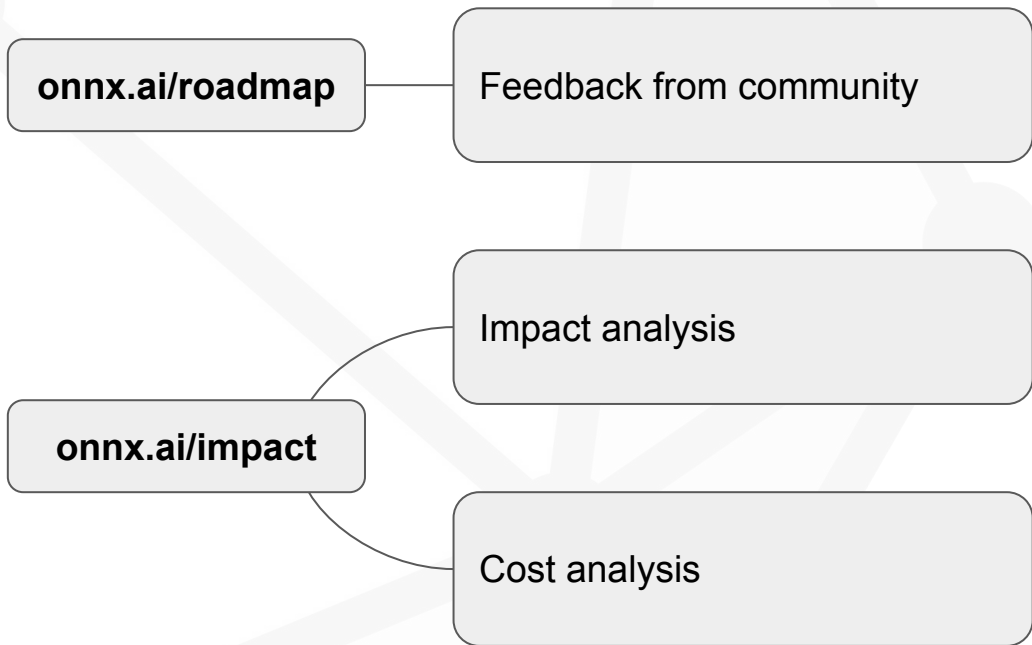 onnx.ai/roadmap
Feedback from community
Impact analysis
onnx.ai/impact
Cost analysis